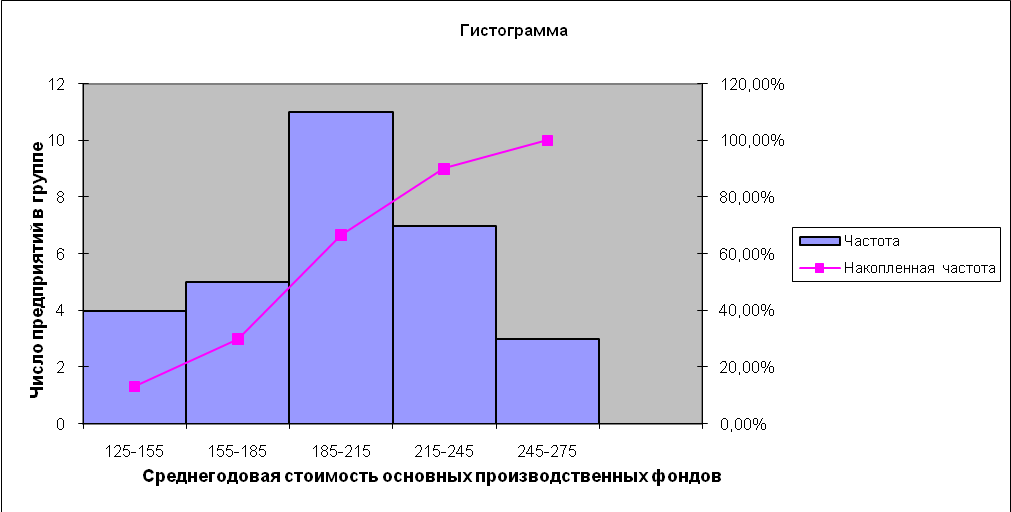 Гистограмма
Число предприятий в группе
12
10
8
6
4
2
0
120,00%
100,00%
80,00%
60,00%
40,00%
20,00%
0,00%
125-155 155-185 185-215 215-245 245-275
Среднегодовая стоимость основных производственных фондов
Частота
Накопленная частота